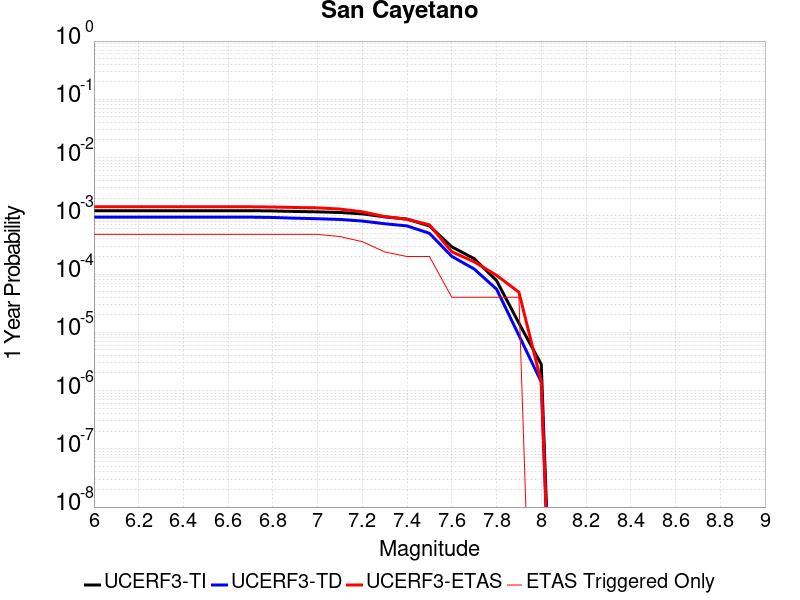 San Cayetano
10^0
10^-1
10^-2
10^-3
10^-4
10^-5
10^-6
10^-7
10^-8
1 Year Probability
6 6.2 6.4 6.6 6.8 7 7.2 7.4 7.6 7.8 8 8.2 8.4 8.6 8.8 9
Magnitude
UCERF3-TI UCERF3-TD UCERF3-ETAS ETAS Triggered Only